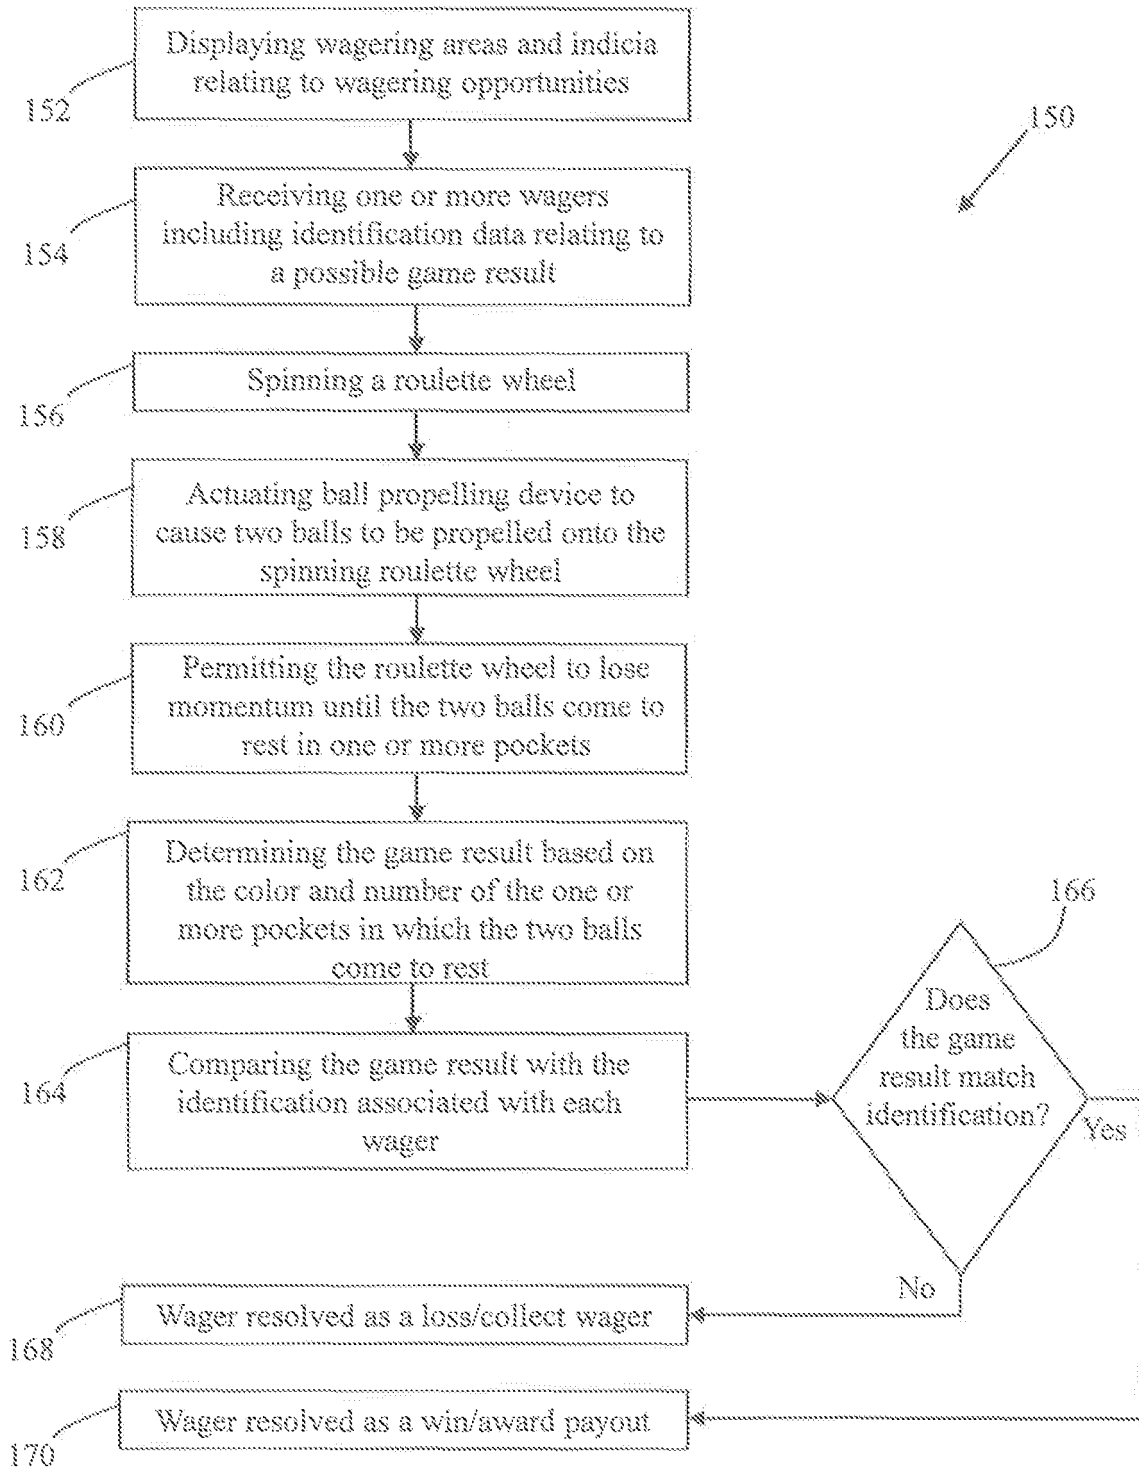 Displaying wagering areas and indicia
relating to wagering opportunities
152
150
Receiving one or more wagers
including identification data relating to
a possible game result
154
Spinning a roulette wheel
156
Actuating ball propelling device to
cause two balls to be propelled onto the
spinning roulette wheel
158
Permitting the roulette wheel to lose
momentum until the two balls come to
rest in one or more pockets
160
Determining the game result based on
the color and number of the one or
more pockets in which the two balls
come to rest
162
166
Comparing the game result with the
identification associated with each
wager
164
Does
the game
result match
identification?
Yes
No
Wager resolved as a loss/collect wager
168
Wager resolved as a win/award payout
170